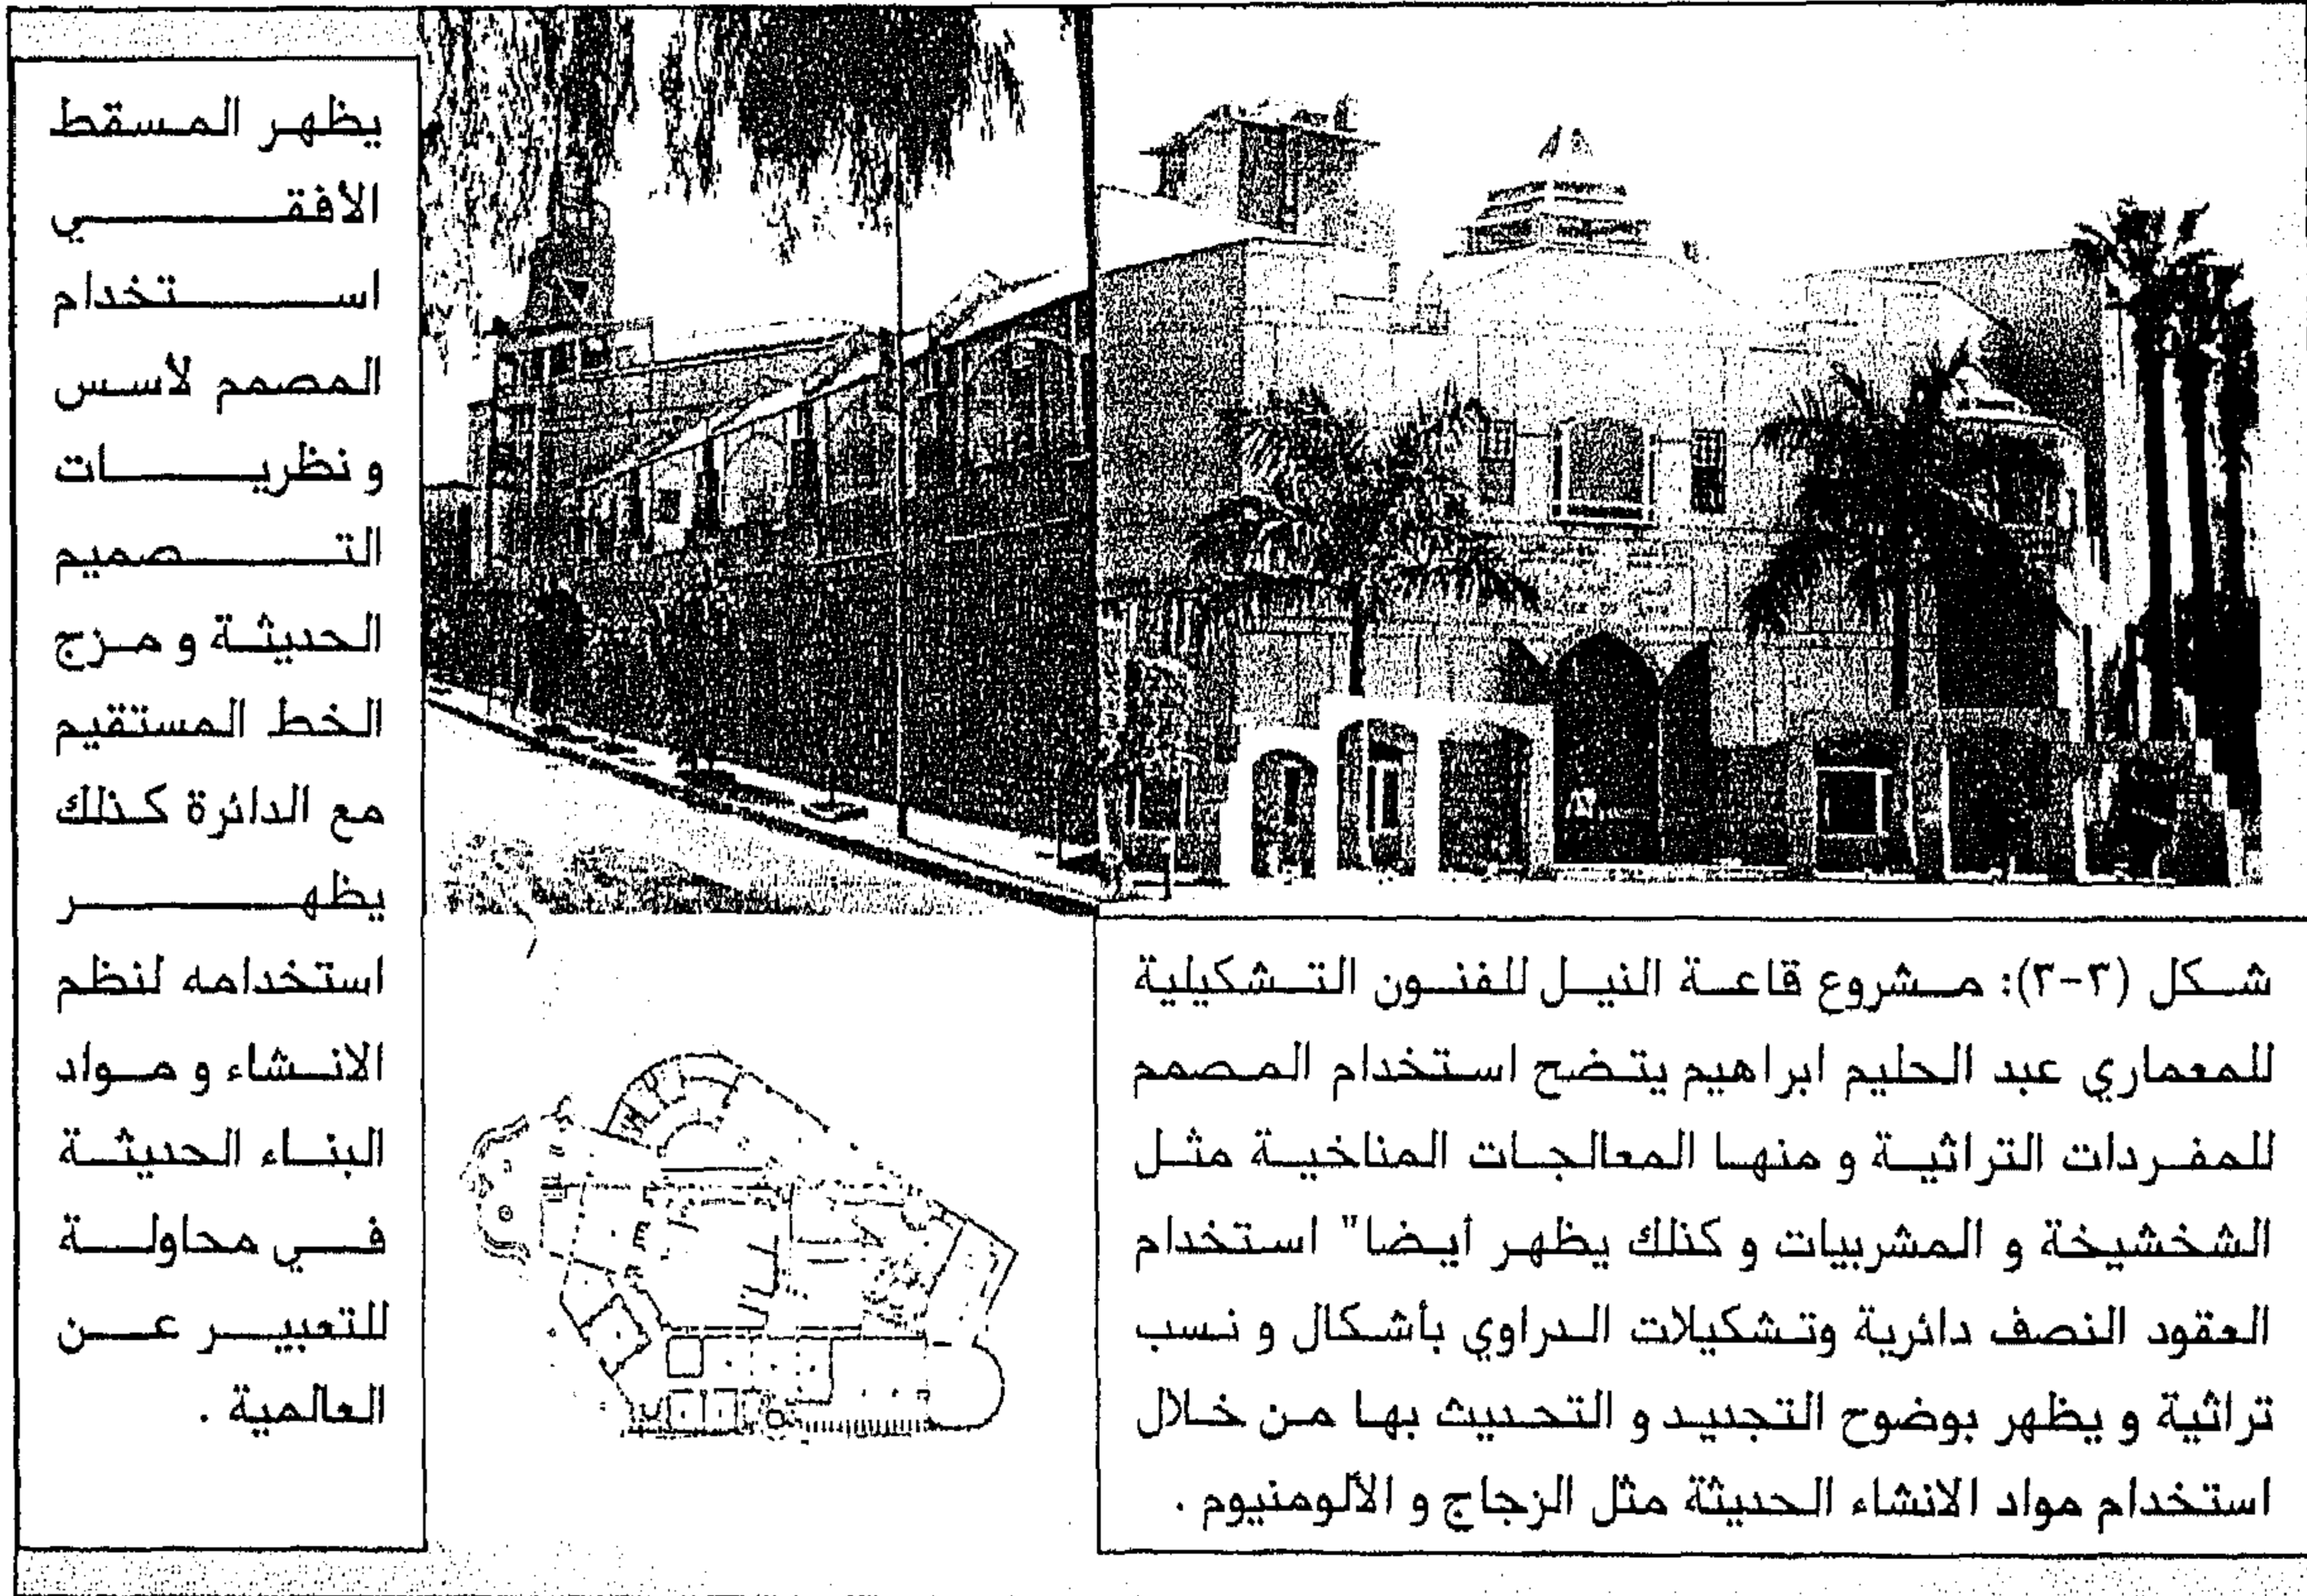 يظهر المسقط
الأفقي
استخدام
المصمم لأسس
و نظريات
التصميم
الحديثة و مزج
الخط المستقيم
مع الدائرة كذلك
يظهر
استخدامه لنظم
الانشاء و مواد
البناء الحديثة
في محاولة
للتعبير عن
العالمية .
شكل (٣-٣): مشروع قاعة النيل للفنون التشكيلية
للمعماري عبد الحليم ابراهيم يتضح استخدام المصمم
للمفردات التراثية و منها المعالجات المناخية مثل
الشخشيخة و المشربيات و كذلك يظهر أيضا" استخدام
العقود النصف دائرية وتشكيلات الدراوي بأشكال و نسب
تراثية و يظهر بوضوح التجديد و التحديث بها من خلال
استخدام مواد الانشاء الحديثة مثل الزجاج و الألومنيوم .